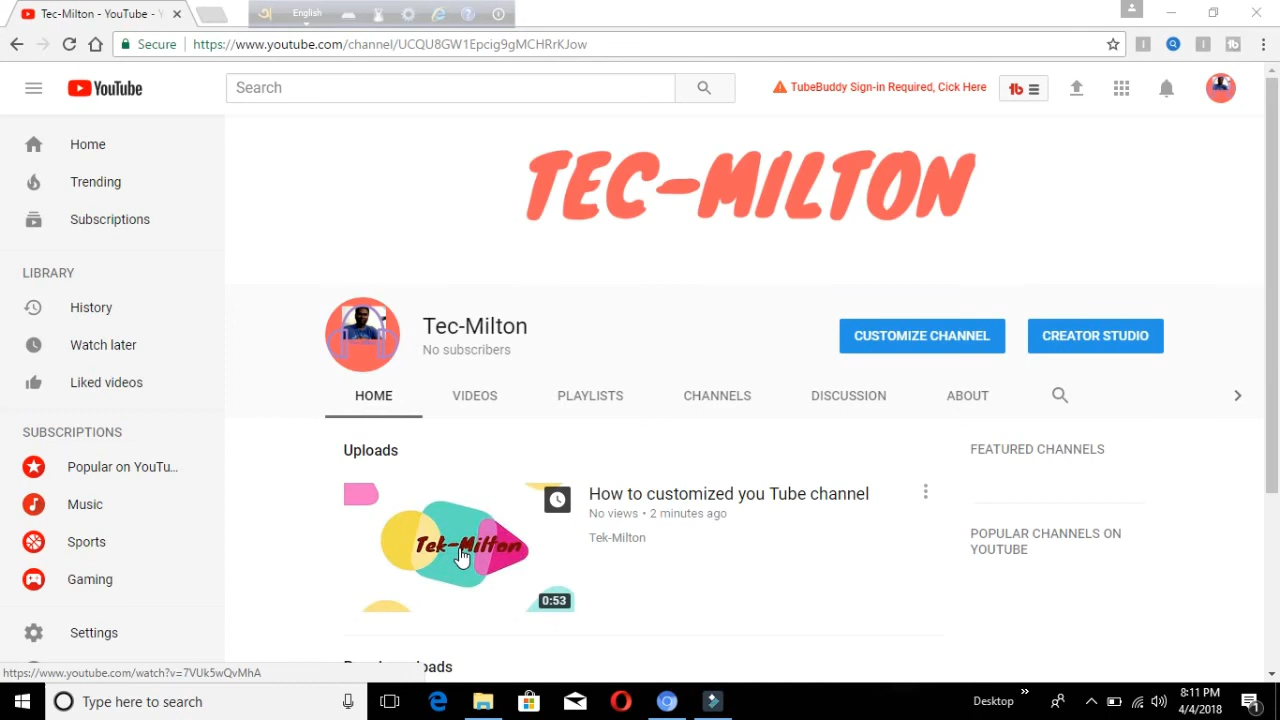 Tec-Milton - YouTube -
English
Secure
https://www.youtube.com/channel/UCQU8GW1Epcig9gMCHRrKJow
YouTube
Search
TubeBuddy Sign-in Required, Cick Here
tb
Home
Trending
Subscriptions
LIBRARY
History
Watch later
Liked videos
SUBSCRIPTIONS
Popular on YouTu...
Music
Sports
Gaming
Settings
TEC-MILTON
Tec-Milton
No subscribers
CUSTOMIZE CHANNEL
CREATOR STUDIO
HOME VIDEOS PLAYLISTS CHANNELS DISCUSSION ABOUT
Uploads
Tek-Milton
0:53
How to customized you Tube channel
No views • 2 minutes ago
Tek-Milton
FEATURED CHANNELS
POPULAR CHANNELS ON
YOUTUBE
https://www.youtube.com/watch?v=7VUk5wQvMhA
Type here to search
Desktop
8:11 PM
4/4/2018